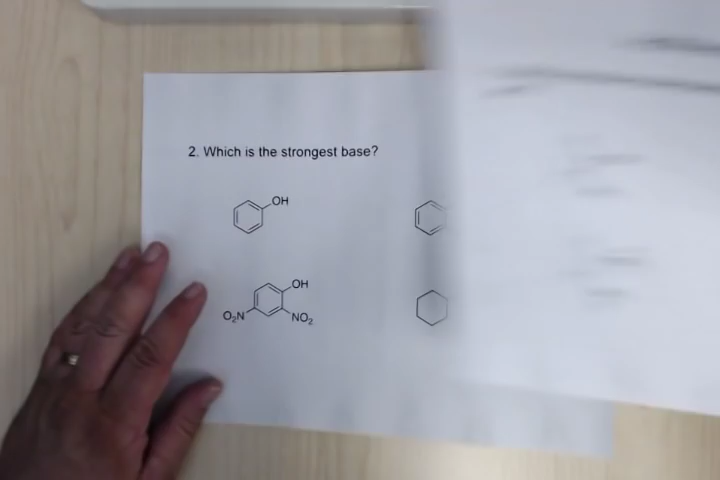 2. Which is the strongest base?
OH
OH
O₂N
NO₂